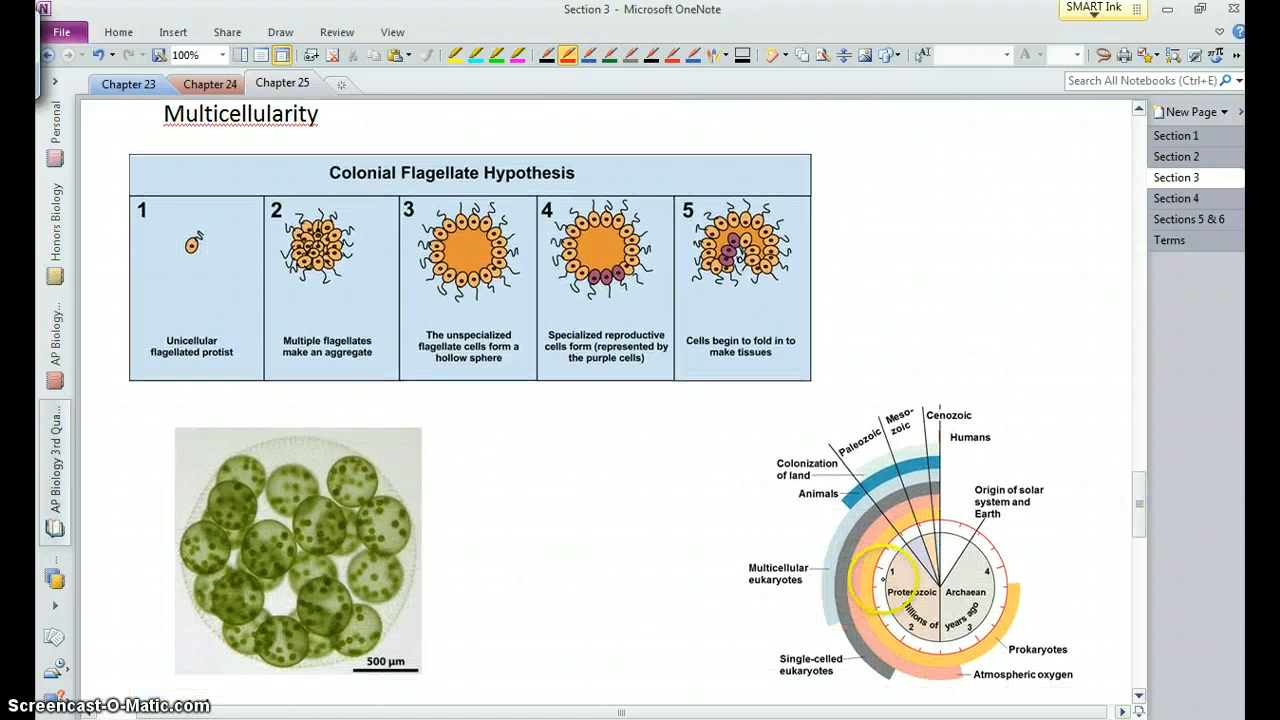 Section 3 - Microsoft OneNote
SMART Ink
File Home Insert Share Draw Review View
100%
Chapter 23 Chapter 24 Chapter 25
Search All Notebooks (Ctrl+E)
New Page
Section 1
Section 2
Section 3
Section 4
Sections 5 & 6
Terms
Personal
Honors Biology
AP Biology...
AP Biology 3rd Qua...
Multicellularity
Colonial Flagellate Hypothesis
1 2 3 4 5
Unicellular
flagellated protist
Multiple flagellates
make an aggregate
The unspecialized
flagellate cells form a
hollow sphere
Specialized reproductive
cells form (represented by
the purple cells)
Cells begin to fold in to
make tissues
500 µm
Cenozoic
Meso-
zoic
Paleozoic
Humans
Colonization
of land
Animals
Origin of solar
system and
Earth
Multicellular
eukaryotes
1 4
Proterozoic Archaean
Billions of years ago
2 3
Prokaryotes
Single-celled
eukaryotes
Atmospheric oxygen
Screencast-O-Matic.com